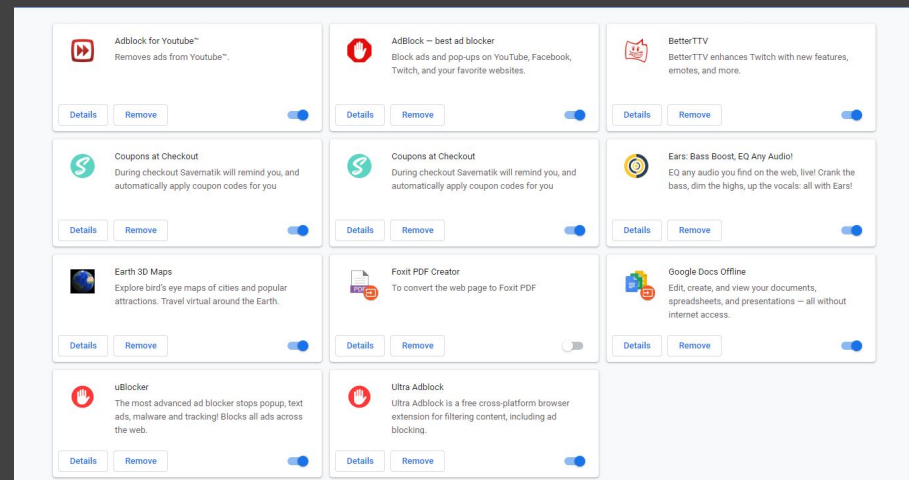 Adblock for Youtube™
Removes ads from Youtube™.
Details
Remove
AdBlock — best ad blocker
Block ads and pop-ups on YouTube, Facebook,
Twitch, and your favorite websites.
Details
Remove
BetterTTV
BetterTTV enhances Twitch with new features,
emotes, and more.
Details
Remove
Coupons at Checkout
During checkout Savematik will remind you, and
automatically apply coupon codes for you
Details
Remove
Coupons at Checkout
During checkout Savematik will remind you, and
automatically apply coupon codes for you
Details
Remove
Ears: Bass Boost, EQ Any Audio!
EQ any audio you find on the web, live! Crank the
bass, dim the highs, up the vocals: all with Ears!
Details
Remove
Earth 3D Maps
Explore bird's eye maps of cities and popular
attractions. Travel virtual around the Earth.
Details
Remove
PDF
Foxit PDF Creator
To convert the web page to Foxit PDF
Details
Remove
Google Docs Offline
Edit, create, and view your documents,
spreadsheets, and presentations — all without
internet access.
Details
Remove
uBlocker
The most advanced ad blocker stops popup, text
ads, malware and tracking! Blocks all ads across
the web.
Details
Remove
Ultra Adblock
Ultra Adblock is a free cross-platform browser
extension for filtering content, including ad
blocking.
Details
Remove